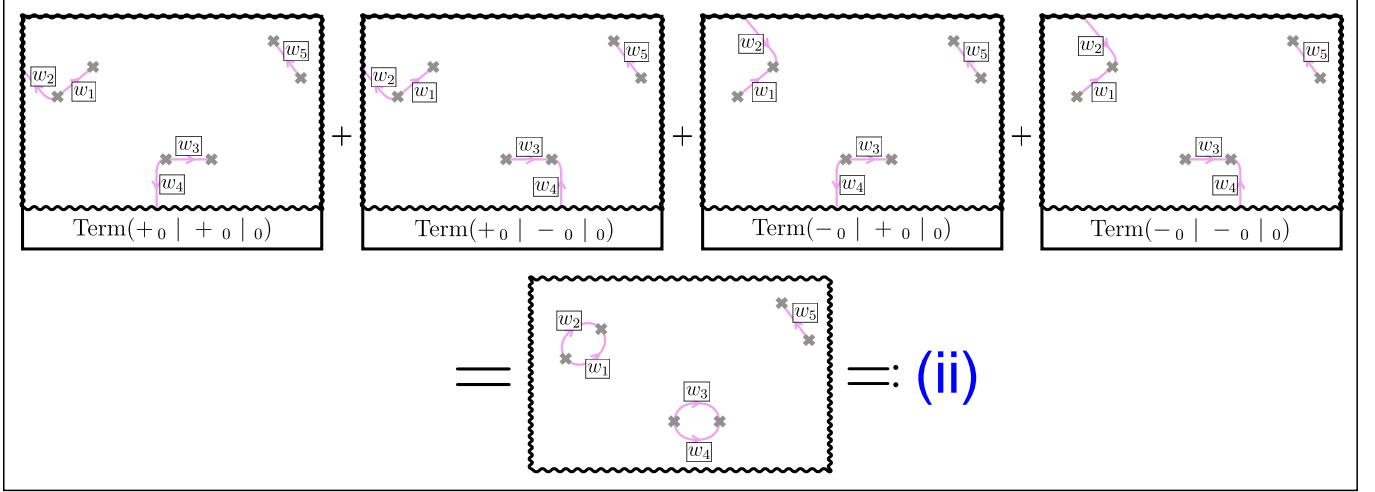 w₂ w₁ w₅ w₃ w₄
+
w₂ w₁ w₅ w₃ w₄
+
w₂ w₁ w₅ w₃ w₄
+
w₂ w₁ w₅ w₃ w₄
Term(+ ₀ | + ₀ | ₀)
Term(+ ₀ | − ₀ | ₀)
Term(− ₀ | + ₀ | ₀)
Term(− ₀ | − ₀ | ₀)
=
w₂ w₁ w₅ w₃ w₄
=: (ii)